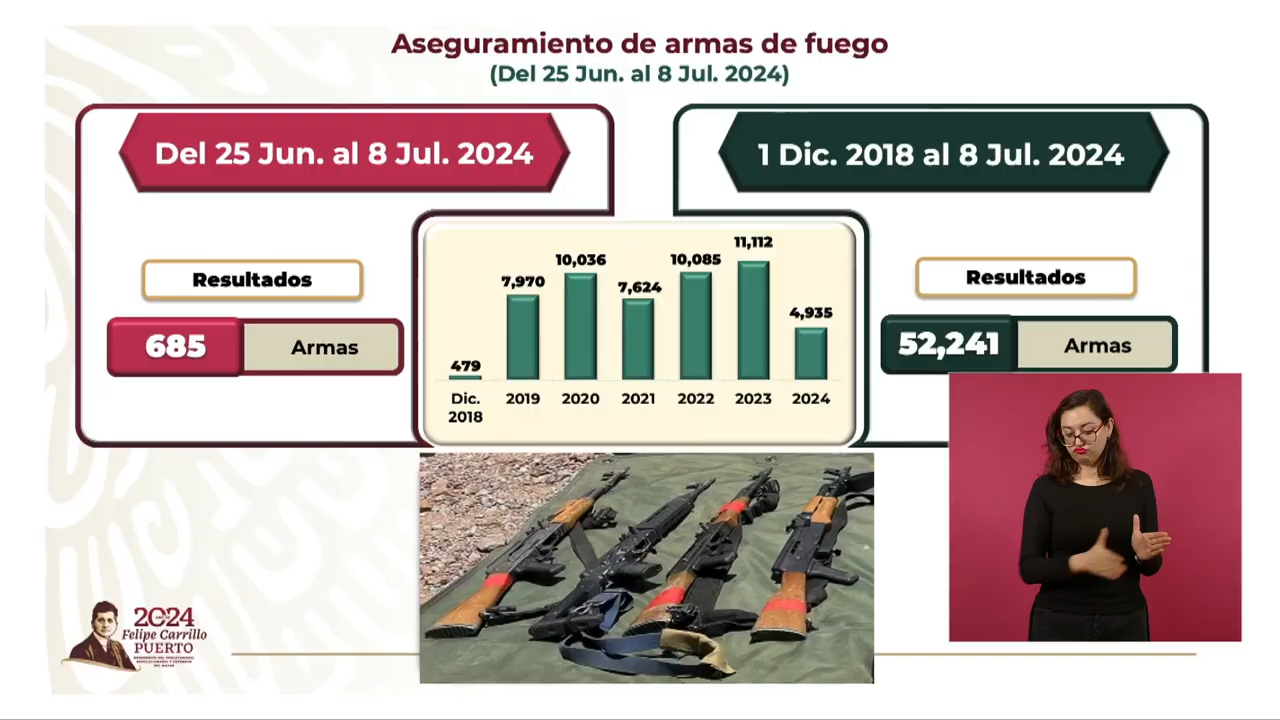 Aseguramiento de armas de fuego
(Del 25 Jun. al 8 Jul. 2024)
Del 25 Jun. al 8 Jul. 2024
Resultados
685 Armas
11,112
10,036
10,085
7,970
7,624
4,935
479
Dic. 2019 2020 2021 2022 2023 2024
2018
1 Dic. 2018 al 8 Jul. 2024
Resultados
52,241 Armas
2024
Felipe Carrillo
PUERTO